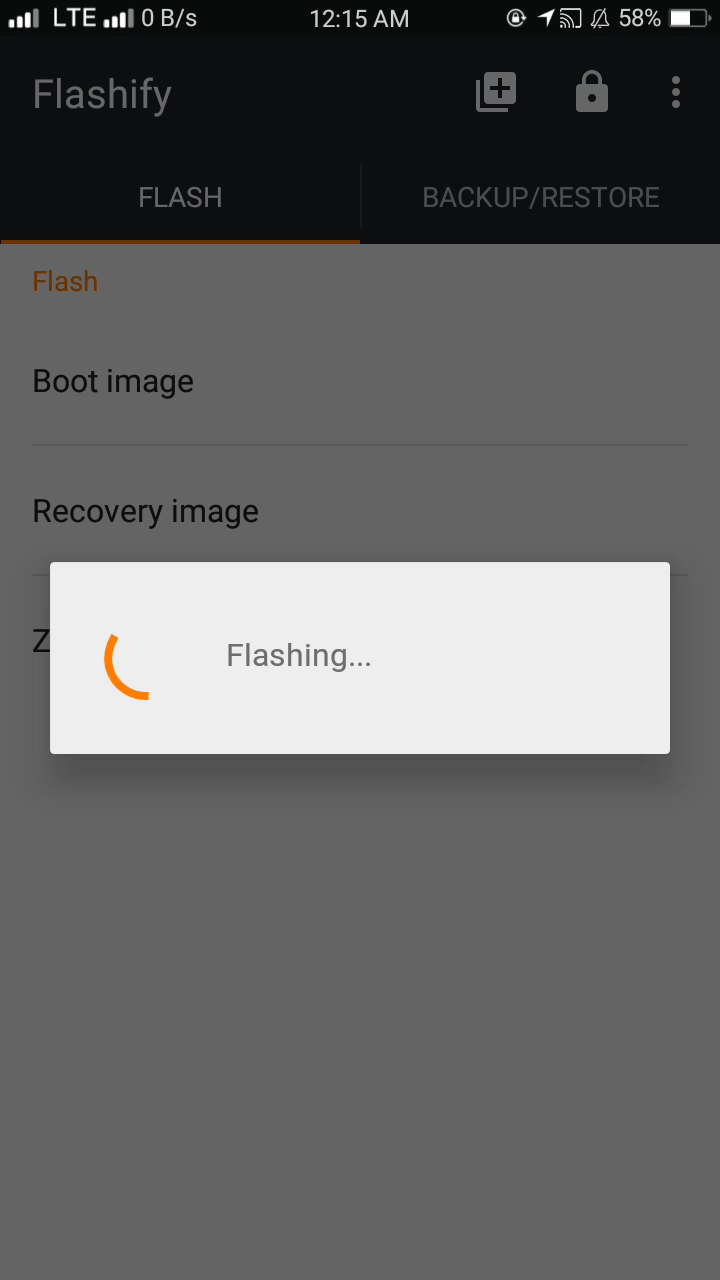 LTE 0 B/s 12:15 AM 58%
Flashify
FLASH BACKUP/RESTORE
Flash
Boot image
Recovery image
Z
Flashing...